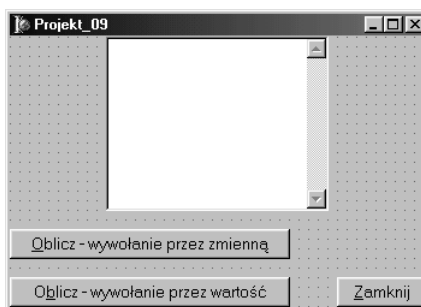 Projekt_09
Oblicz - wywołanie przez zmienną
Oblicz - wywołanie przez wartość
Zamknij